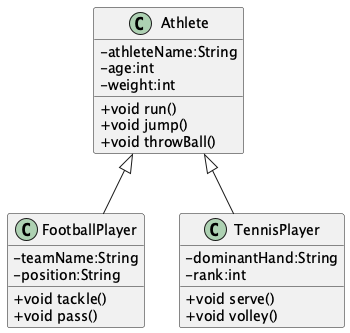 C Athlete
-athleteName:String
-age:int
-weight:int
+void run()
+void jump()
+void throwBall()
C FootballPlayer
-teamName:String
-position:String
+void tackle()
+void pass()
C TennisPlayer
-dominantHand:String
-rank:int
+void serve()
+void volley()